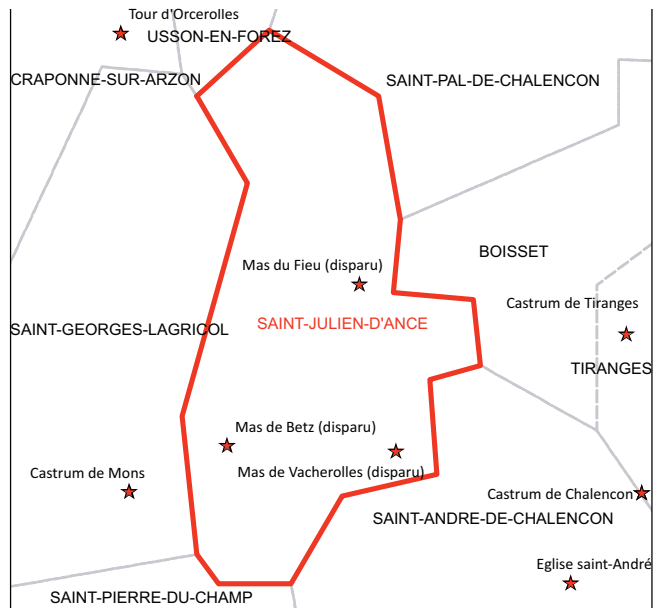 Tour d'Orcerolles
USSON-EN-FOREZ
CRAPONNE-SUR-ARZON
SAINT-PAL-DE-CHALENCON
BOISSET
Mas du Fieu (disparu)
Castrum de Tiranges
SAINT-GEORGES-LAGRICOL
SAINT-JULIEN-D'ANCE
TIRANGES
Mas de Betz (disparu)
Castrum de Mons
Mas de Vacherolles (disparu)
Castrum de Chalencon
SAINT-ANDRE-DE-CHALENCON
Eglise saint-André
SAINT-PIERRE-DU-CHAMP